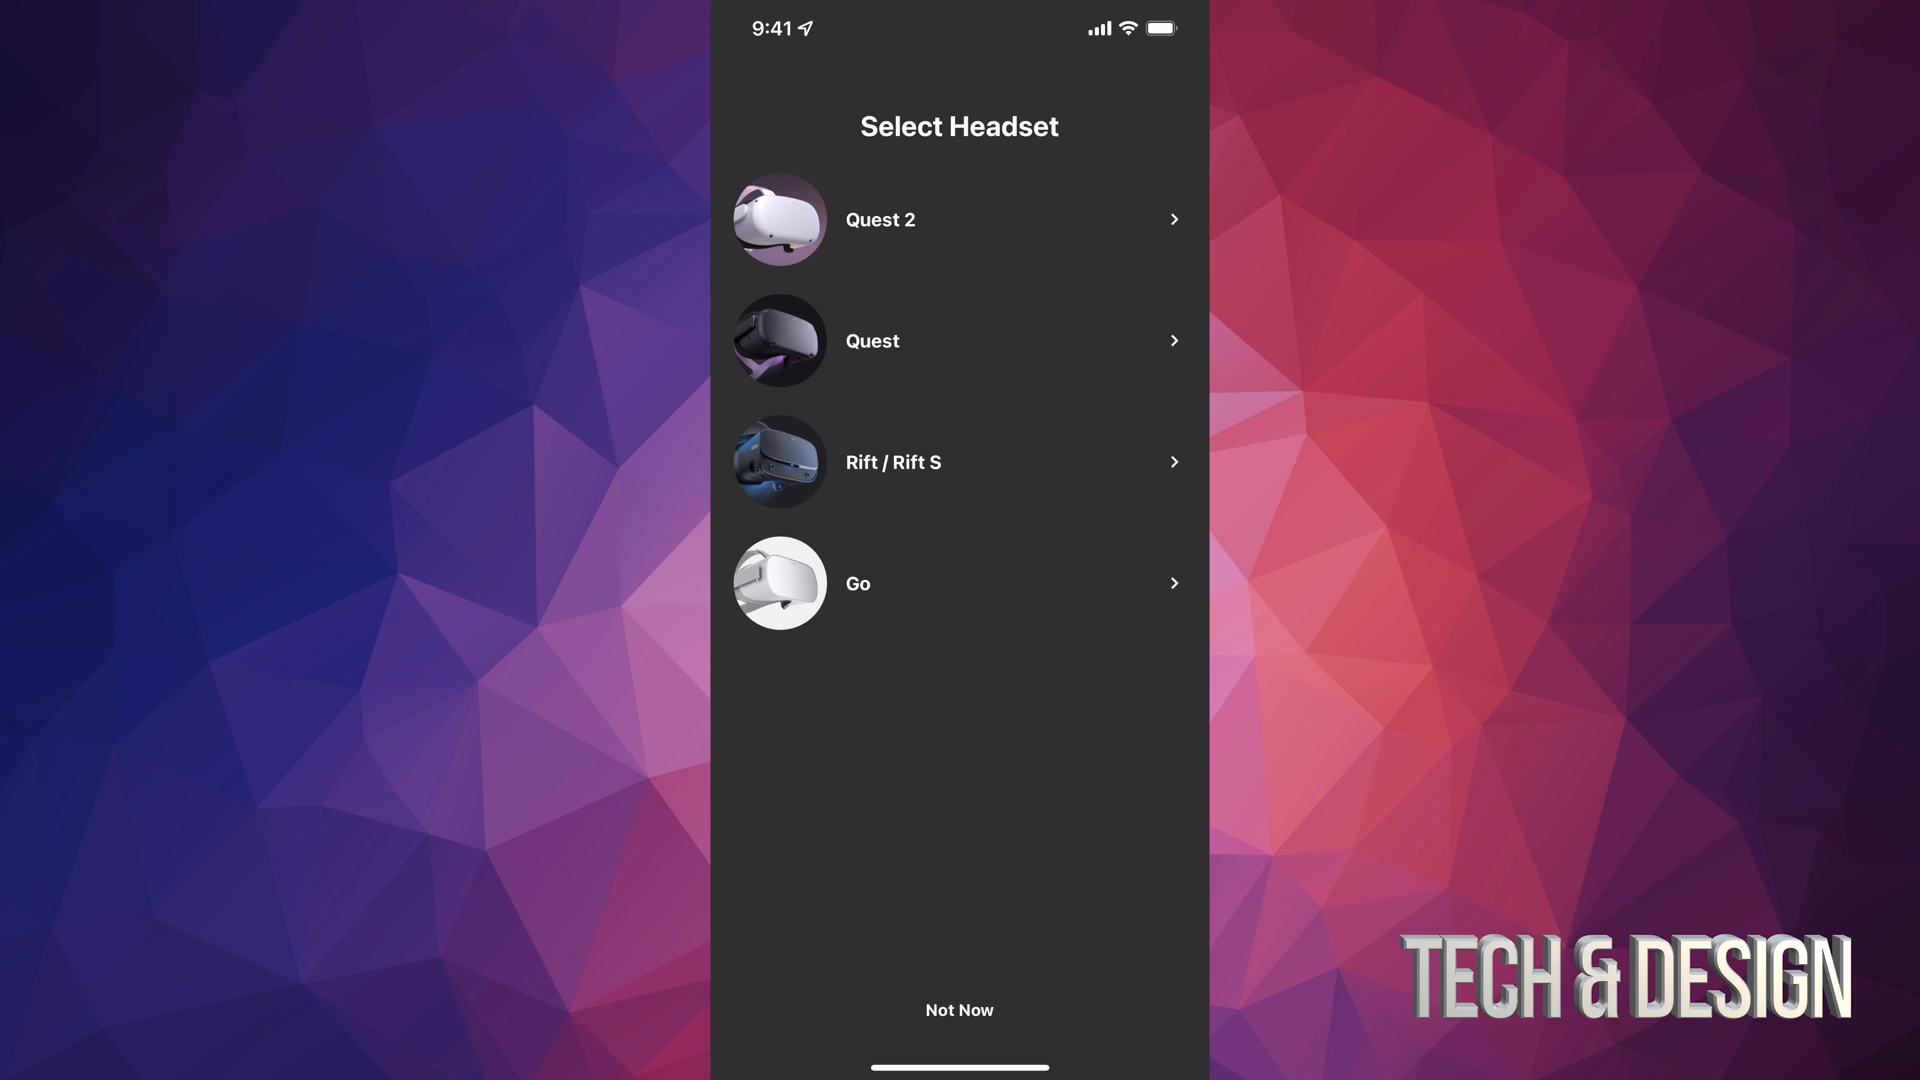 9:41
Select Headset
Quest 2
Quest
Rift / Rift S
Go
Not Now
TECH & DESIGN